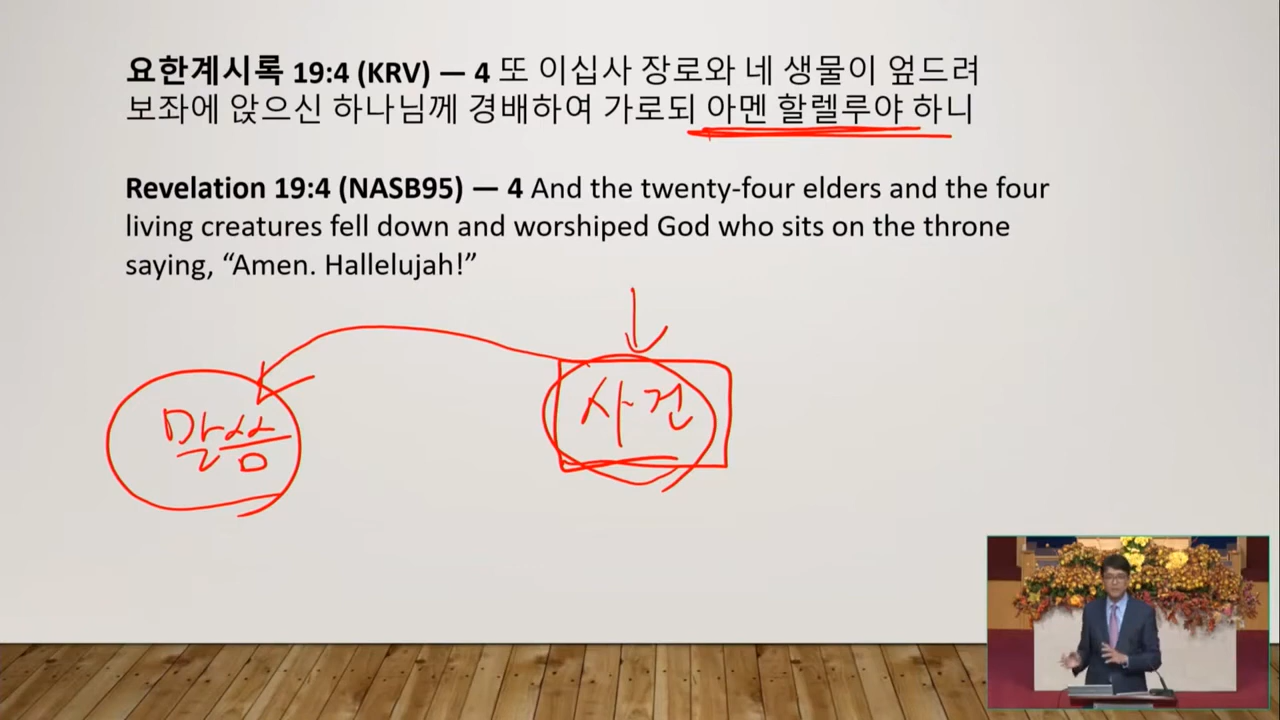 요한계시록 19:4 (KRV) — 4 또 이십사 장로와 네 생물이 엎드려
보좌에 앉으신 하나님께 경배하여 가로되 아멘 할렐루야 하니
Revelation 19:4 (NASB95) — 4 And the twenty-four elders and the four
living creatures fell down and worshiped God who sits on the throne
saying, “Amen. Hallelujah!”
말씀
사건